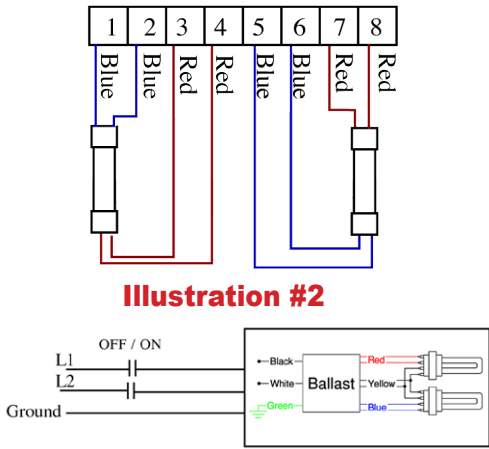 1 2 3 4 5 6 7 8
Blue Blue Red Red Blue Blue Red Red
Illustration #2
OFF / ON
L1
L2
Ground
Black
White
Green
Ballast
Red
Yellow
Blue